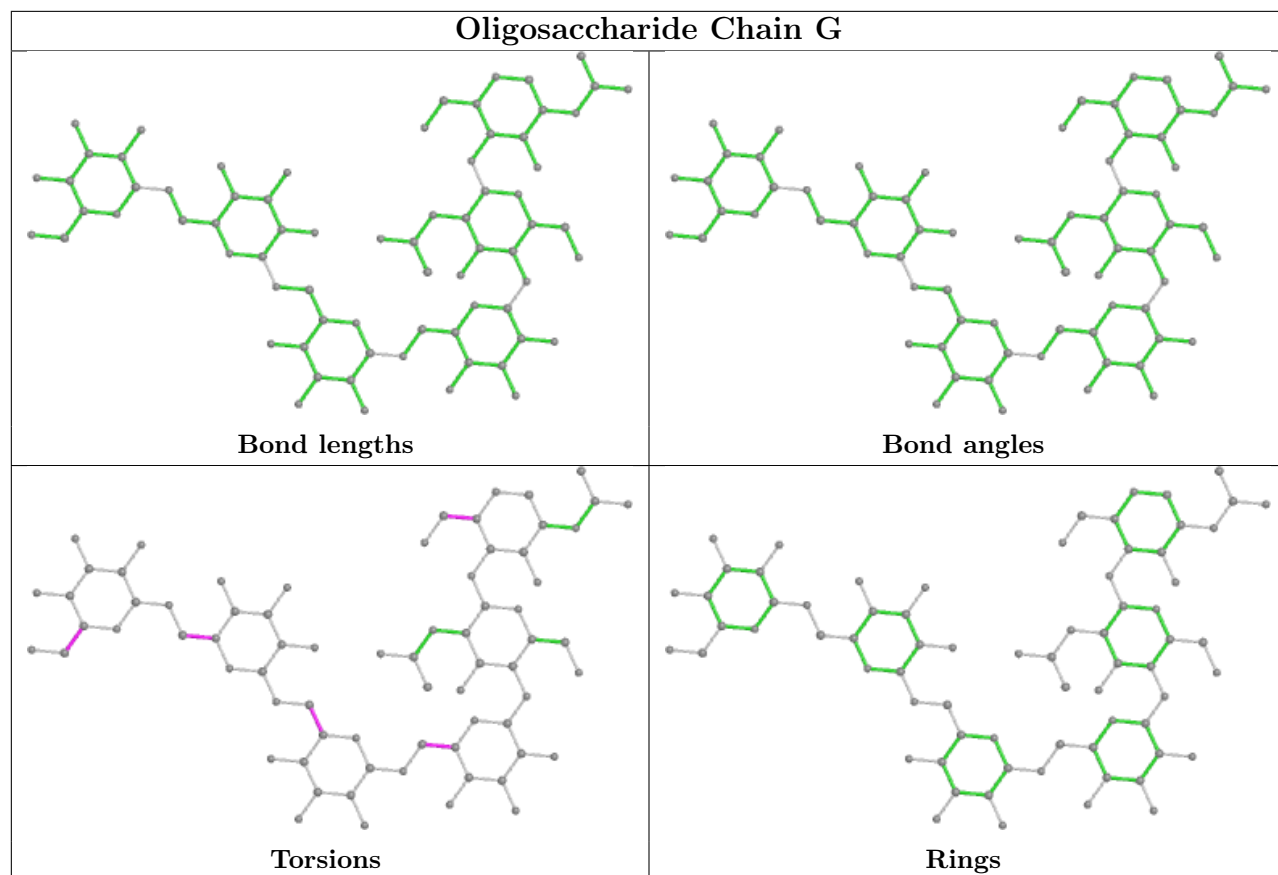 Oligosaccharide Chain G
Bond lengths
Bond angles
Torsions
Rings